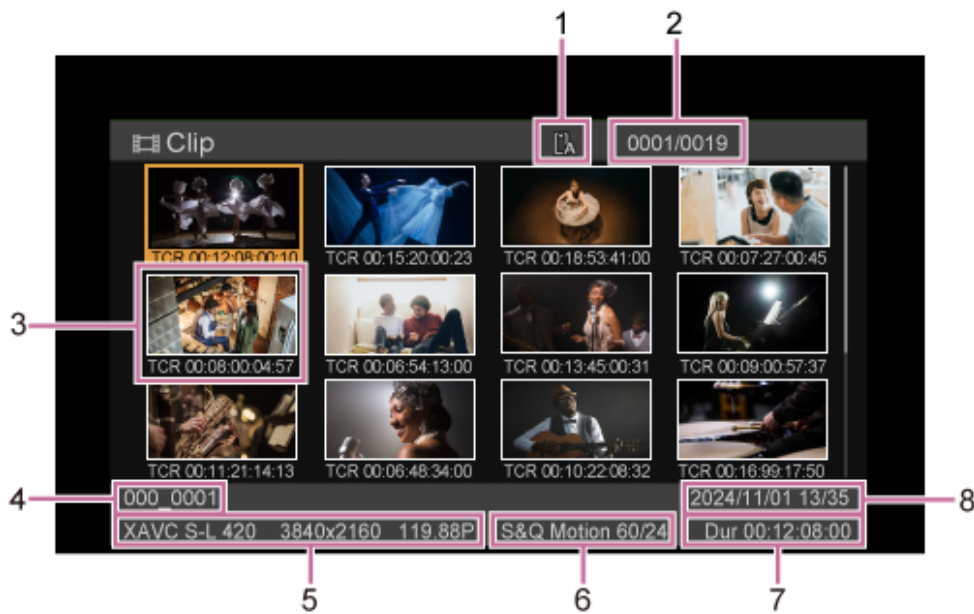 1 2
Clip A 0001/0019
TCR 00:12:08:00:10 TCR 00:15:20:00:23 TCR 00:18:53:41:00 TCR 00:07:27:00:45
3
TCR 00:08:00:04:57 TCR 00:06:54:13:00 TCR 00:13:45:00:31 TCR 00:09:00:57:37
TCR 00:11:21:14:13 TCR 00:06:48:34:00 TCR 00:10:22:08:32 TCR 00:16:99:17:50
4 000_0001 2024/11/01 13/35 8
XAVC S-L 420 3840x2160 119.88P S&Q Motion 60/24 Dur 00:12:08:00
5 6 7